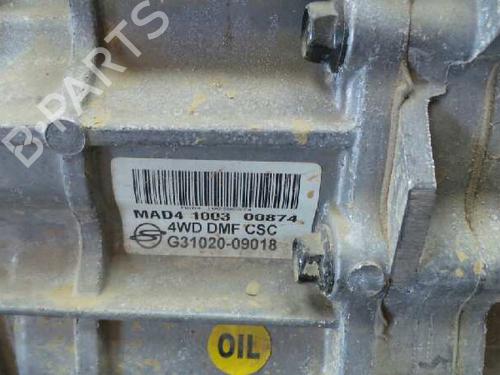 B-PARTS
MAD4 1003 00874
4WD DMF CSC
G31020-09018
OIL